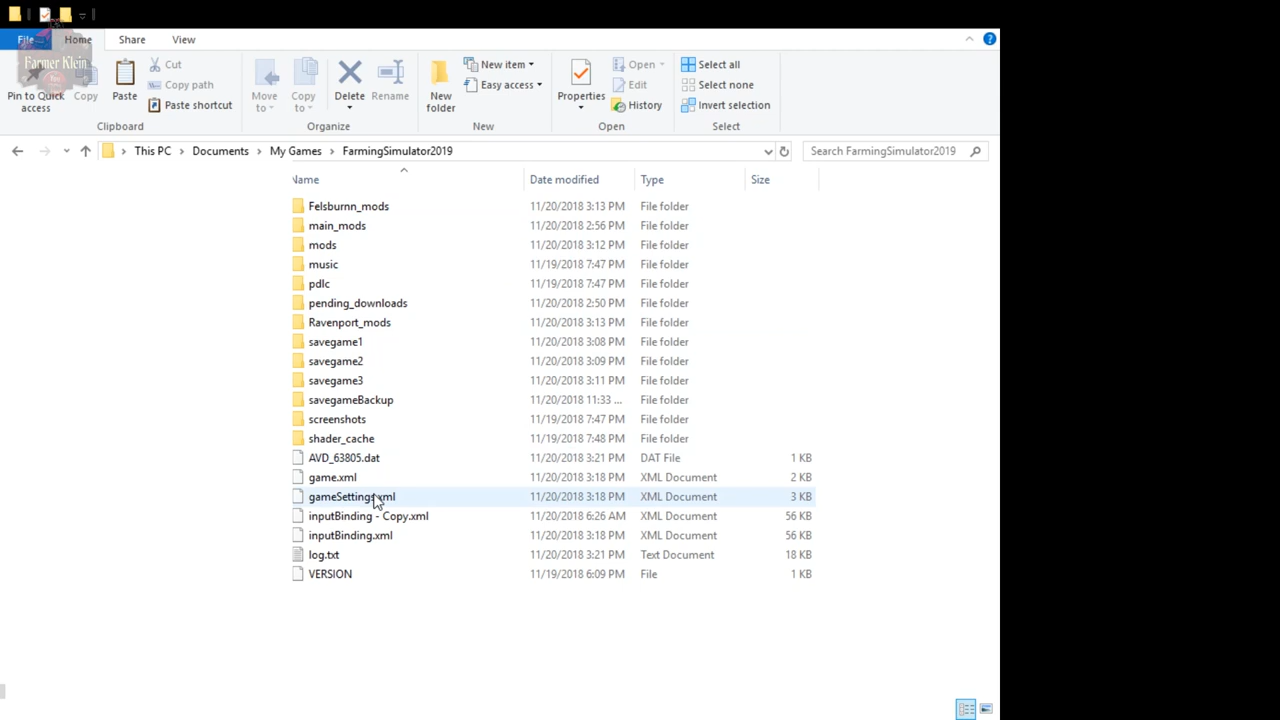 File Home Share View
Farmer Klein
Pin to Quick access
Copy
Paste
Cut
Copy path
Paste shortcut
Clipboard
Move to
Copy to
Delete
Rename
Organize
New folder
New item
Easy access
New
Properties
Open
Edit
History
Open
Select all
Select none
Invert selection
Select
This PC > Documents > My Games > FarmingSimulator2019
Search FarmingSimulator2019
Name Date modified Type Size
Felsburnn_mods 11/20/2018 3:13 PM File folder
main_mods 11/20/2018 2:56 PM File folder
mods 11/20/2018 3:12 PM File folder
music 11/19/2018 7:47 PM File folder
pdlc 11/19/2018 7:47 PM File folder
pending_downloads 11/20/2018 2:50 PM File folder
Ravenport_mods 11/20/2018 3:13 PM File folder
savegame1 11/20/2018 3:08 PM File folder
savegame2 11/20/2018 3:09 PM File folder
savegame3 11/20/2018 3:11 PM File folder
savegameBackup 11/20/2018 11:33 ... File folder
screenshots 11/19/2018 7:47 PM File folder
shader_cache 11/19/2018 7:48 PM File folder
AVD_63805.dat 11/20/2018 3:21 PM DAT File 1 KB
game.xml 11/20/2018 3:18 PM XML Document 2 KB
gameSettings.xml 11/20/2018 3:18 PM XML Document 3 KB
inputBinding - Copy.xml 11/20/2018 6:26 AM XML Document 56 KB
inputBinding.xml 11/20/2018 3:18 PM XML Document 56 KB
log.txt 11/20/2018 3:21 PM Text Document 18 KB
VERSION 11/19/2018 6:09 PM File 1 KB